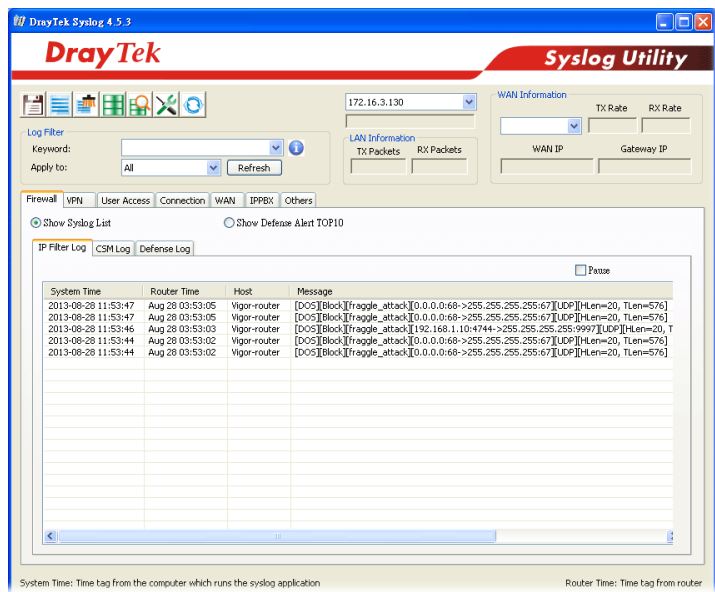 DrayTek Syslog 4.5.3
DrayTek
Syslog Utility
172.16.3.130
WAN Information
TX Rate RX Rate
WAN IP Gateway IP
LAN Information
TX Packets RX Packets
Log Filter
Keyword:
Apply to: All Refresh
Firewall VPN User Access Connection WAN IPPBX Others
Show Syslog List Show Defense Alert TOP10
IP Filter Log CSM Log Defense Log
Pause
System Time Router Time Host Message
2013-08-28 11:53:47 Aug 28 03:53:05 Vigor-router [DOS][Block][fraggle_attack][0.0.0.0:68->255.255.255.255:67][UDP][HLen=20, TLen=576]
2013-08-28 11:53:47 Aug 28 03:53:05 Vigor-router [DOS][Block][fraggle_attack][0.0.0.0:68->255.255.255.255:67][UDP][HLen=20, TLen=576]
2013-08-28 11:53:46 Aug 28 03:53:03 Vigor-router [DOS][Block][fraggle_attack][192.168.1.10:4744->255.255.255.255:9997][UDP][HLen=20, T
2013-08-28 11:53:44 Aug 28 03:53:02 Vigor-router [DOS][Block][fraggle_attack][0.0.0.0:68->255.255.255.255:67][UDP][HLen=20, TLen=576]
2013-08-28 11:53:44 Aug 28 03:53:02 Vigor-router [DOS][Block][fraggle_attack][0.0.0.0:68->255.255.255.255:67][UDP][HLen=20, TLen=576]
System Time: Time tag from the computer which runs the syslog application
Router Time: Time tag from router